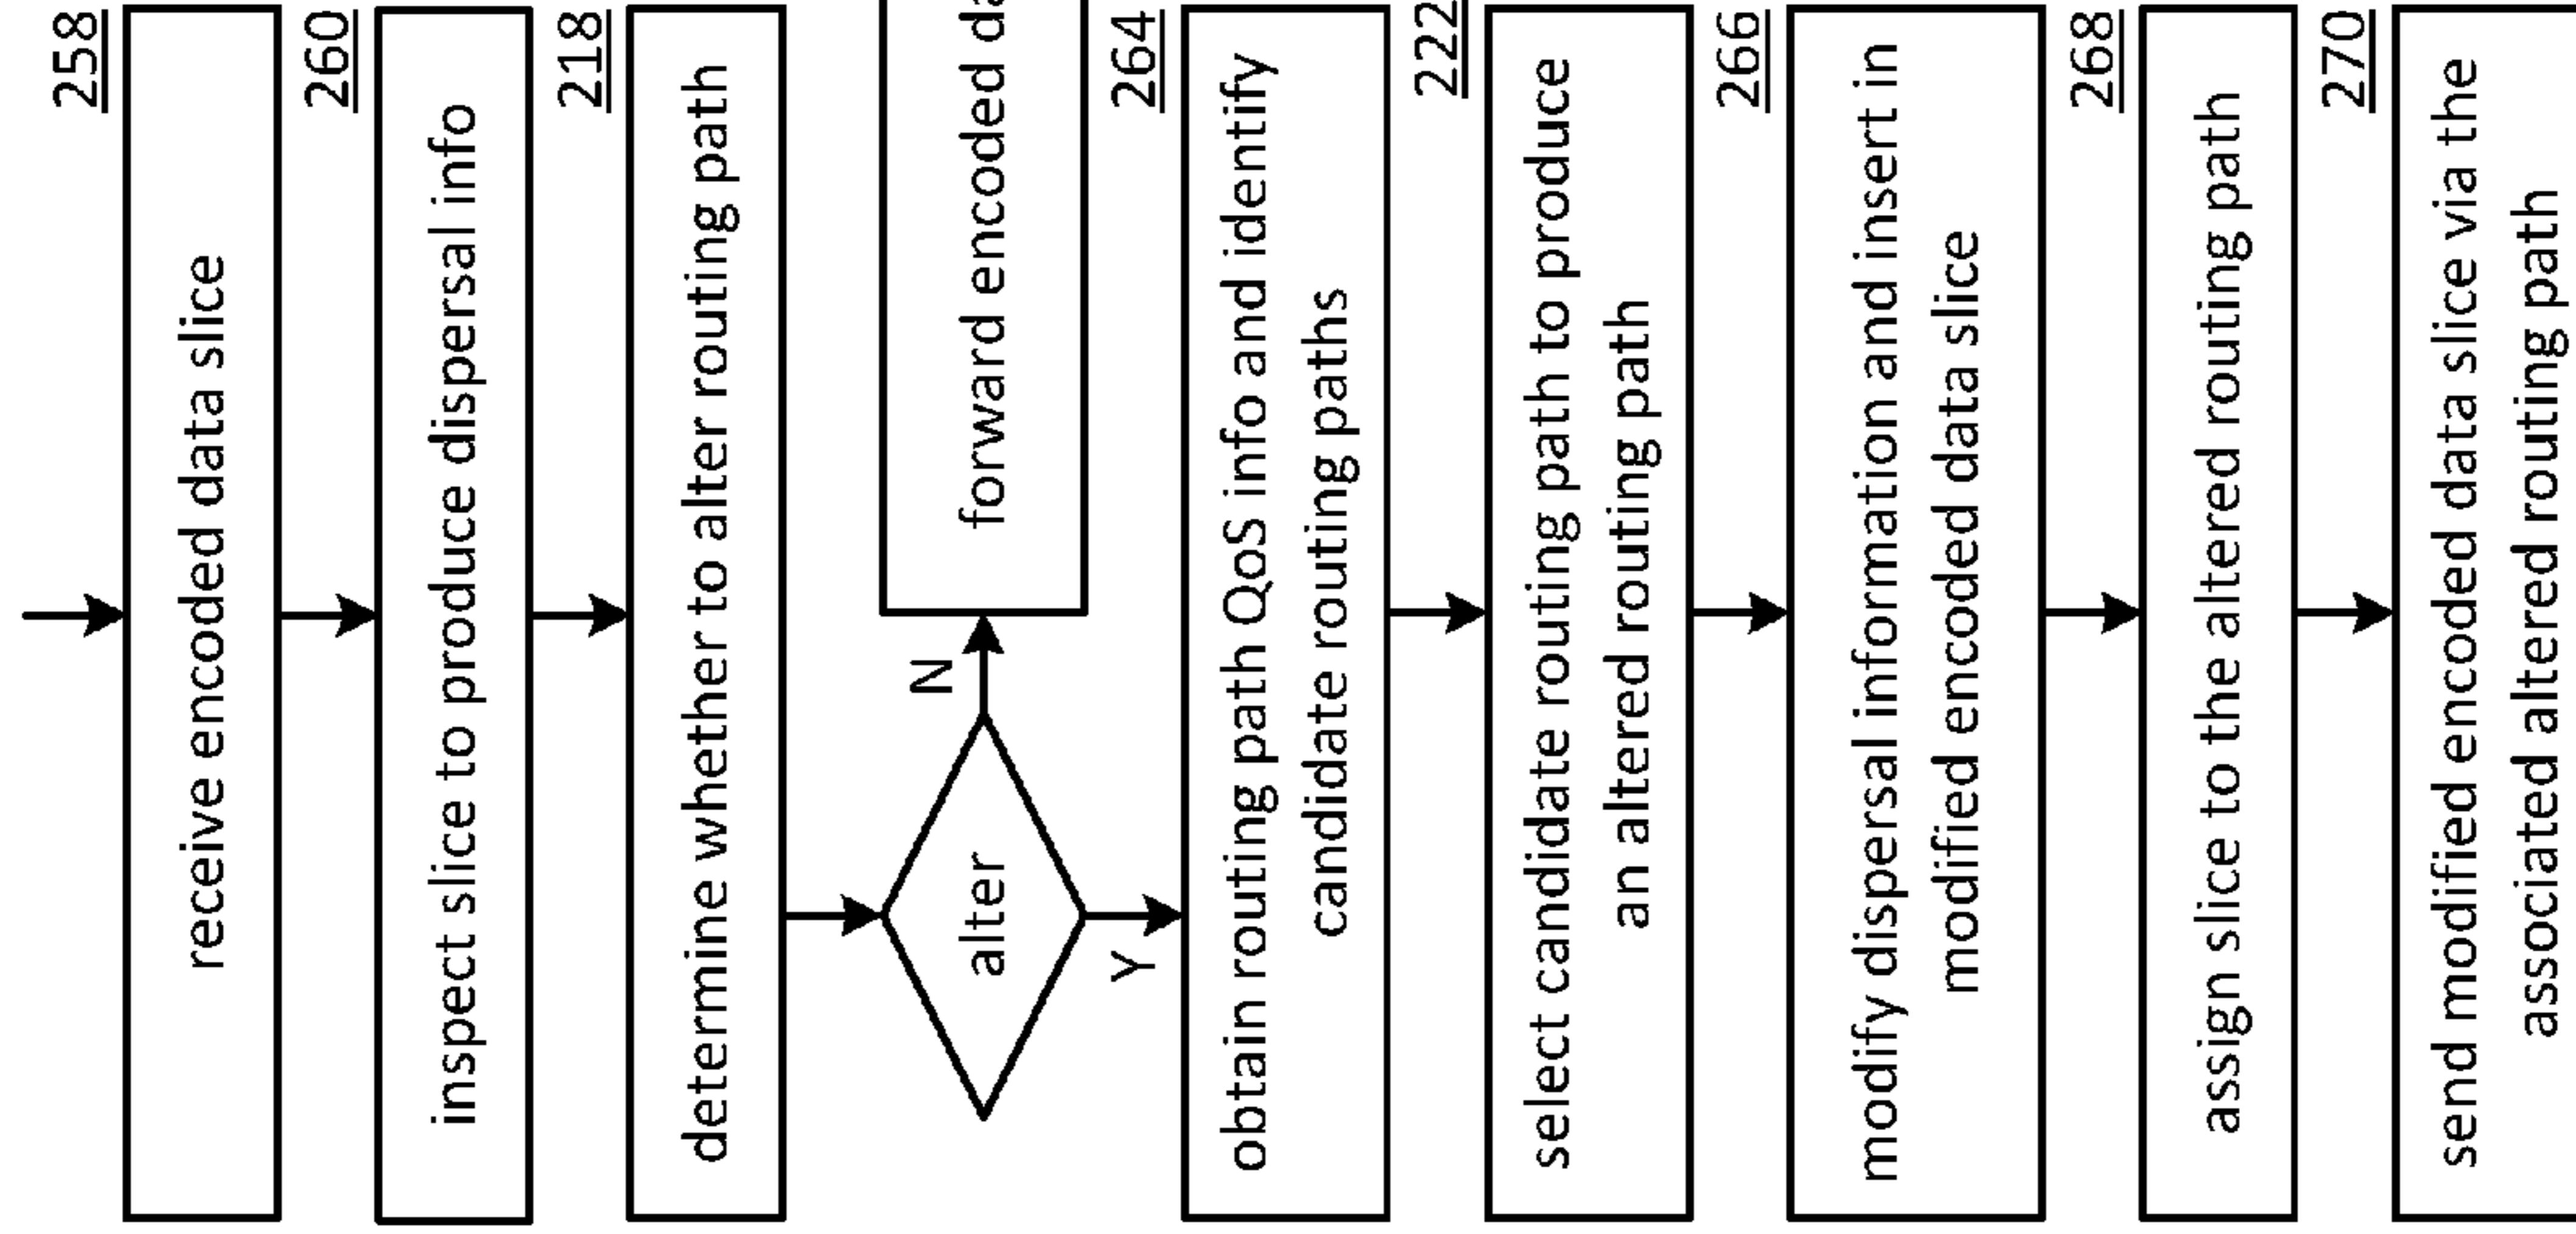 258
receive encoded data slice
260
inspect slice to produce dispersal info
218
determine whether to alter routing path
alter
N
forward encoded
Y
264
obtain routing path QoS info and identify
candidate routing paths
222
select candidate routing path to produce
an altered routing path
266
modify dispersal information and insert in
modified encoded data slice
268
assign slice to the altered routing path
270
send modified encoded data slice via the
associated altered routing path